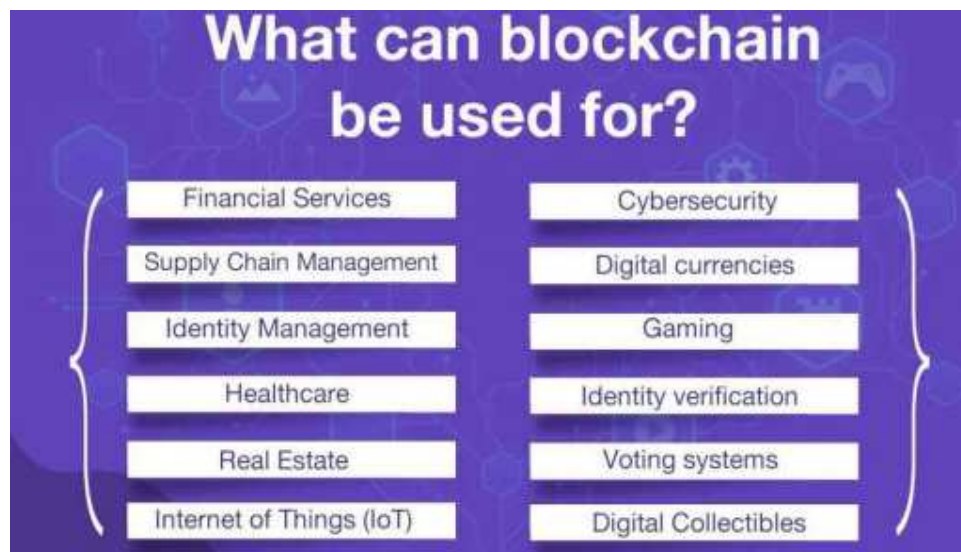 What can blockchain
be used for?
Financial Services
Supply Chain Management
Identity Management
Healthcare
Real Estate
Internet of Things (IoT)
Cybersecurity
Digital currencies
Gaming
Identity verification
Voting systems
Digital Collectibles